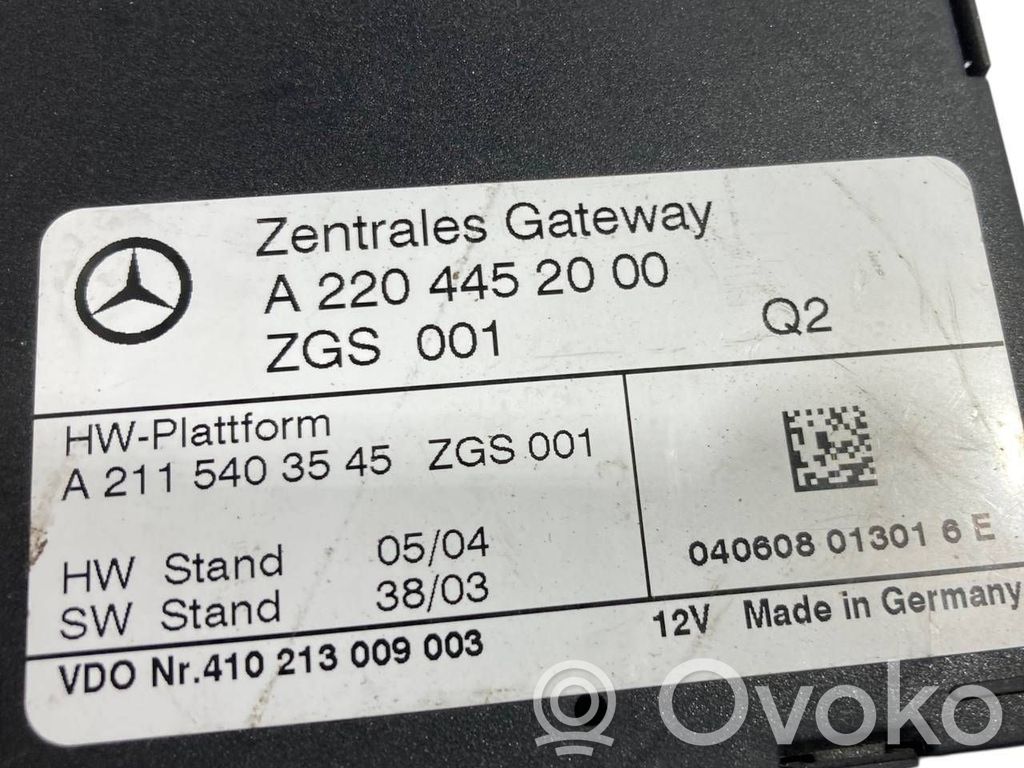 Zentrales Gateway
A 220 445 20 00
ZGS 001 Q2
HW-Plattform
A 211 540 35 45 ZGS 001
HW Stand 05/04
SW Stand 38/03
040608 01301 6 E
VDO Nr.410 213 009 003
12V Made in Germany
Ovoko